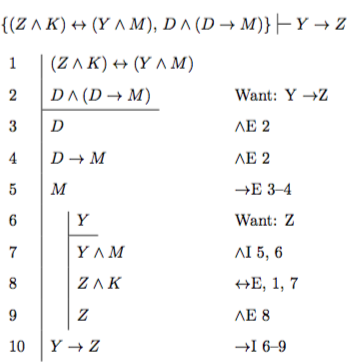 {(Z ∧ K) ↔ (Y ∧ M), D ∧ (D → M)} ⊢ Y → Z
1 (Z ∧ K) ↔ (Y ∧ M)
2 D ∧ (D → M) Want: Y →Z
3 D ∧E 2
4 D → M ∧E 2
5 M →E 3–4
6 Y Want: Z
7 Y ∧ M ∧I 5, 6
8 Z ∧ K ↔E, 1, 7
9 Z ∧E 8
10 Y → Z →I 6–9